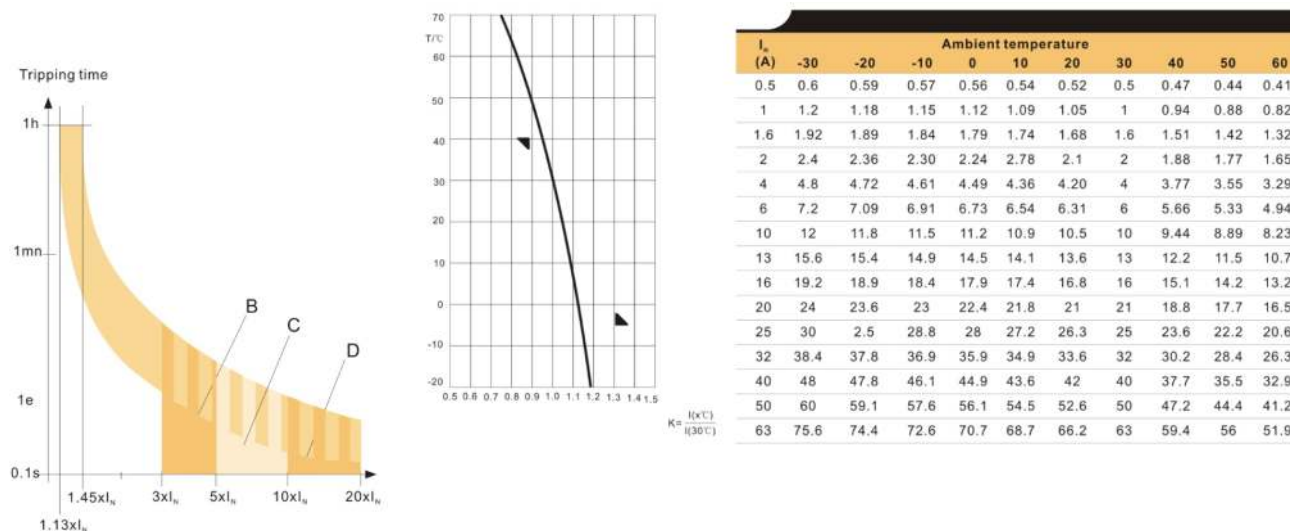 Tripping time
1h
1mn
1e
0.1s
B
C
D
1.13xI_N
1.45xI_N
3xI_N
5xI_N
10xI_N
20xI_N
70
T/℃
60
50
40
30
20
10
0
-10
-20
0.5 0.6 0.7 0.8 0.9 1.0 1.1 1.2 1.3 1.4 1.5
K= I(x℃)
I(30℃)
Ambient temperature
I_n (A) -30 -20 -10 0 10 20 30 40 50 60
0.5 0.6 0.59 0.57 0.56 0.54 0.52 0.5 0.47 0.44 0.41
1 1.2 1.18 1.15 1.12 1.09 1.05 1 0.94 0.88 0.82
1.6 1.92 1.89 1.84 1.79 1.74 1.68 1.6 1.51 1.42 1.32
2 2.4 2.36 2.30 2.24 2.78 2.1 2 1.88 1.77 1.65
4 4.8 4.72 4.61 4.49 4.36 4.20 4 3.77 3.55 3.29
6 7.2 7.09 6.91 6.73 6.54 6.31 6 5.66 5.33 4.94
10 12 11.8 11.5 11.2 10.9 10.5 10 9.44 8.89 8.23
13 15.6 15.4 14.9 14.5 14.1 13.6 13 12.2 11.5 10.7
16 19.2 18.9 18.4 17.9 17.4 16.8 16 15.1 14.2 13.2
20 24 23.6 23 22.4 21.8 21 21 18.8 17.7 16.5
25 30 2.5 28.8 28 27.2 26.3 25 23.6 22.2 20.6
32 38.4 37.8 36.9 35.9 34.9 33.6 32 30.2 28.4 26.3
40 48 47.8 46.1 44.9 43.6 42 40 37.7 35.5 32.9
50 60 59.1 57.6 56.1 54.5 52.6 50 47.2 44.4 41.2
63 75.6 74.4 72.6 70.7 68.7 66.2 63 59.4 56 51.9